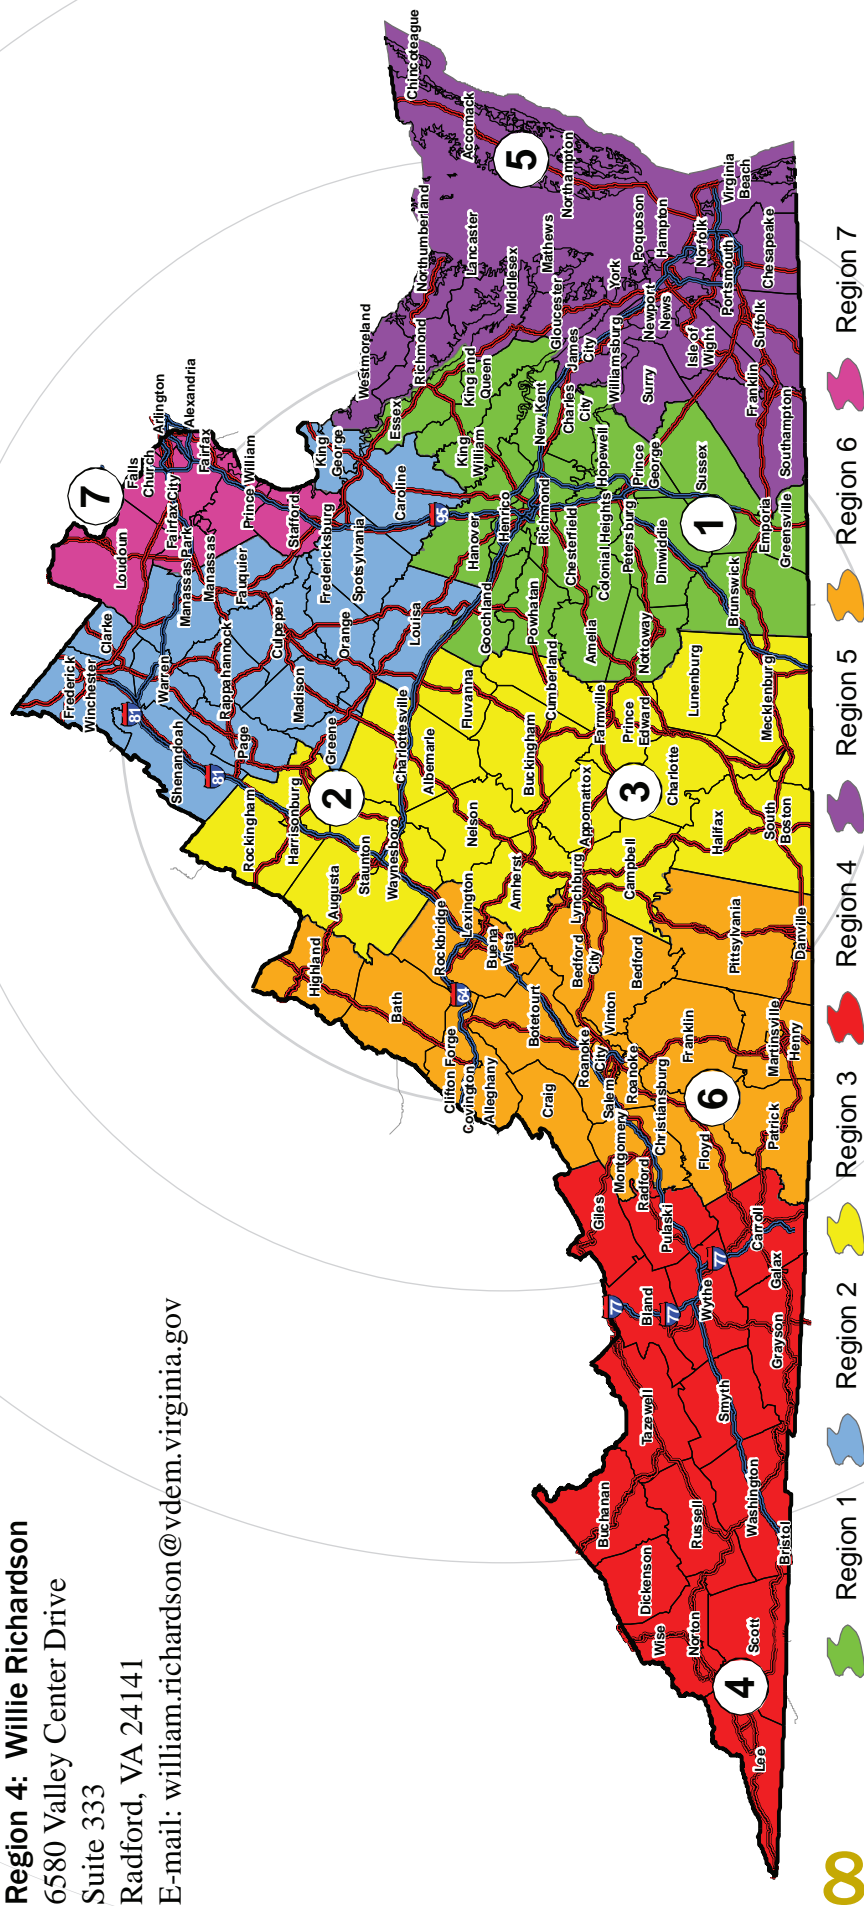 Region 4: Willie Richardson
6580 Valley Center Drive
Suite 333
Radford, VA 24141
E-mail: william.richardson@vdem.virginia.gov
Frederick
Winchester
Clarke
81
Warren
Shenandoah
81
Page
Rappahannock
Madison
Culpeper
Fauquier
Greene
Orange
Louisa
Fredericksburg
Spotsylvania
Caroline
King
George
95
7
Loudoun
Falls
Church
Arlington
Alexandria
Fairfax
Fairfax City
Manassas Park
Manassas
Prince William
Stafford
2
Rockingham
Harrisonburg
Augusta
Staunton
Waynesboro
Charlottesville
Albemarle
Nelson
Fluvanna
Buckingham
Cumberland
Amherst
Lynchburg
Appomattox
Farmville
Prince
Edward
Campbell
3
Charlotte
Lunenburg
Halifax
South
Boston
Mecklenburg
Highland
Bath
Rockbridge
Lexington
Buena
Vista
64
Clifton Forge
Covington
Alleghany
Botetourt
Craig
Bedford
City
Bedford
Roanoke
City
Vinton
Salem
Roanoke
Montgomery
Christiansburg
Radford
Franklin
Pittsylvania
6
Floyd
Patrick
Martinsville
Henry
Danville
Giles
Pulaski
77
Bland
77
Wythe
77
Carroll
Galax
Grayson
Tazewell
Smyth
Buchanan
Russell
Washington
Dickenson
Wise
Norton
Scott
Bristol
4
Lee
Hanover
Henrico
Goochland
Powhatan
Richmond
Chesterfield
Colonial Heights
Hopewell
Petersburg
Prince
George
Amelia
Nottoway
Dinwiddie
1
Sussex
Brunswick
Emporia
Greensville
King
William
King and
Queen
Essex
New Kent
Charles
City
Westmoreland
Richmond
Northumberland
Lancaster
Middlesex
Mathews
Gloucester
James
City
Williamsburg
York
Poquoson
Newport
News
Hampton
Surry
Isle of
Wight
Norfolk
Portsmouth
Virginia
Beach
Chesapeake
Suffolk
Franklin
Southampton
Chincoteague
Accomack
5
Northampton
Region 1
Region 2
Region 3
Region 4
Region 5
Region 6
Region 7
8